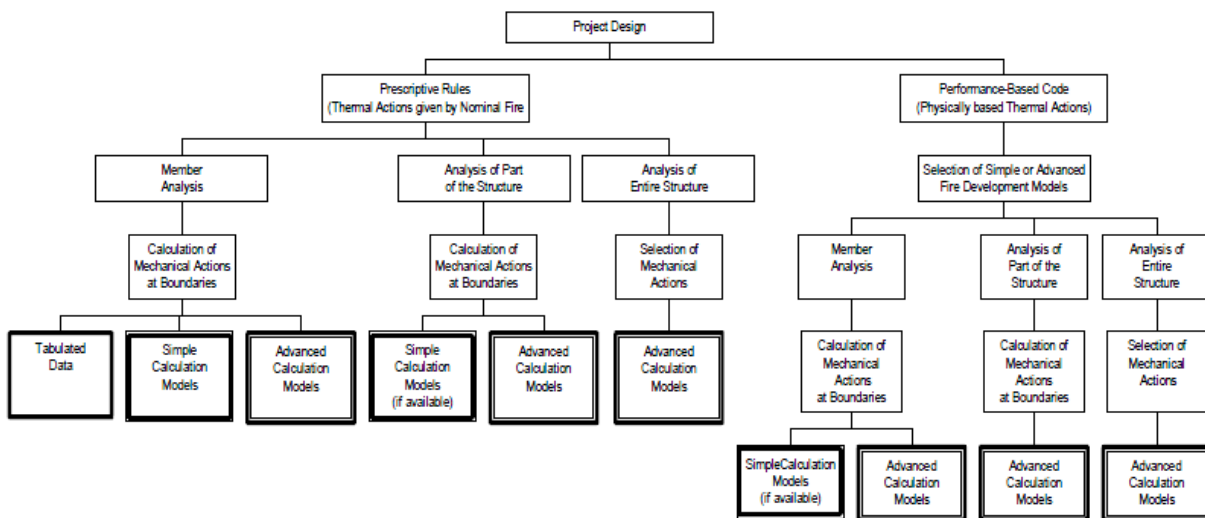 Project Design
Prescriptive Rules
(Thermal Actions given by Nominal Fire
Performance-Based Code
(Physically based Thermal Actions)
Member
Analysis
Analysis of Part
of the Structure
Analysis of
Entire Structure
Selection of Simple or Advanced
Fire Development Models
Calculation of
Mechanical Actions
at Boundaries
Calculation of
Mechanical Actions
at Boundaries
Selection of
Mechanical
Actions
Member
Analysis
Analysis of
Part of the
Structure
Analysis of
Entire
Structure
Tabulated
Data
Simple
Calculation
Models
Advanced
Calculation
Models
Simple
Calculation
Models
(if available)
Advanced
Calculation
Models
Advanced
Calculation
Models
Calculation of
Mechanical
Actions
at Boundaries
Calculation of
Mechanical
Actions
at Boundaries
Selection of
Mechanical
Actions
SimpleCalculation
Models
(if available)
Advanced
Calculation
Models
Advanced
Calculation
Models
Advanced
Calculation
Models